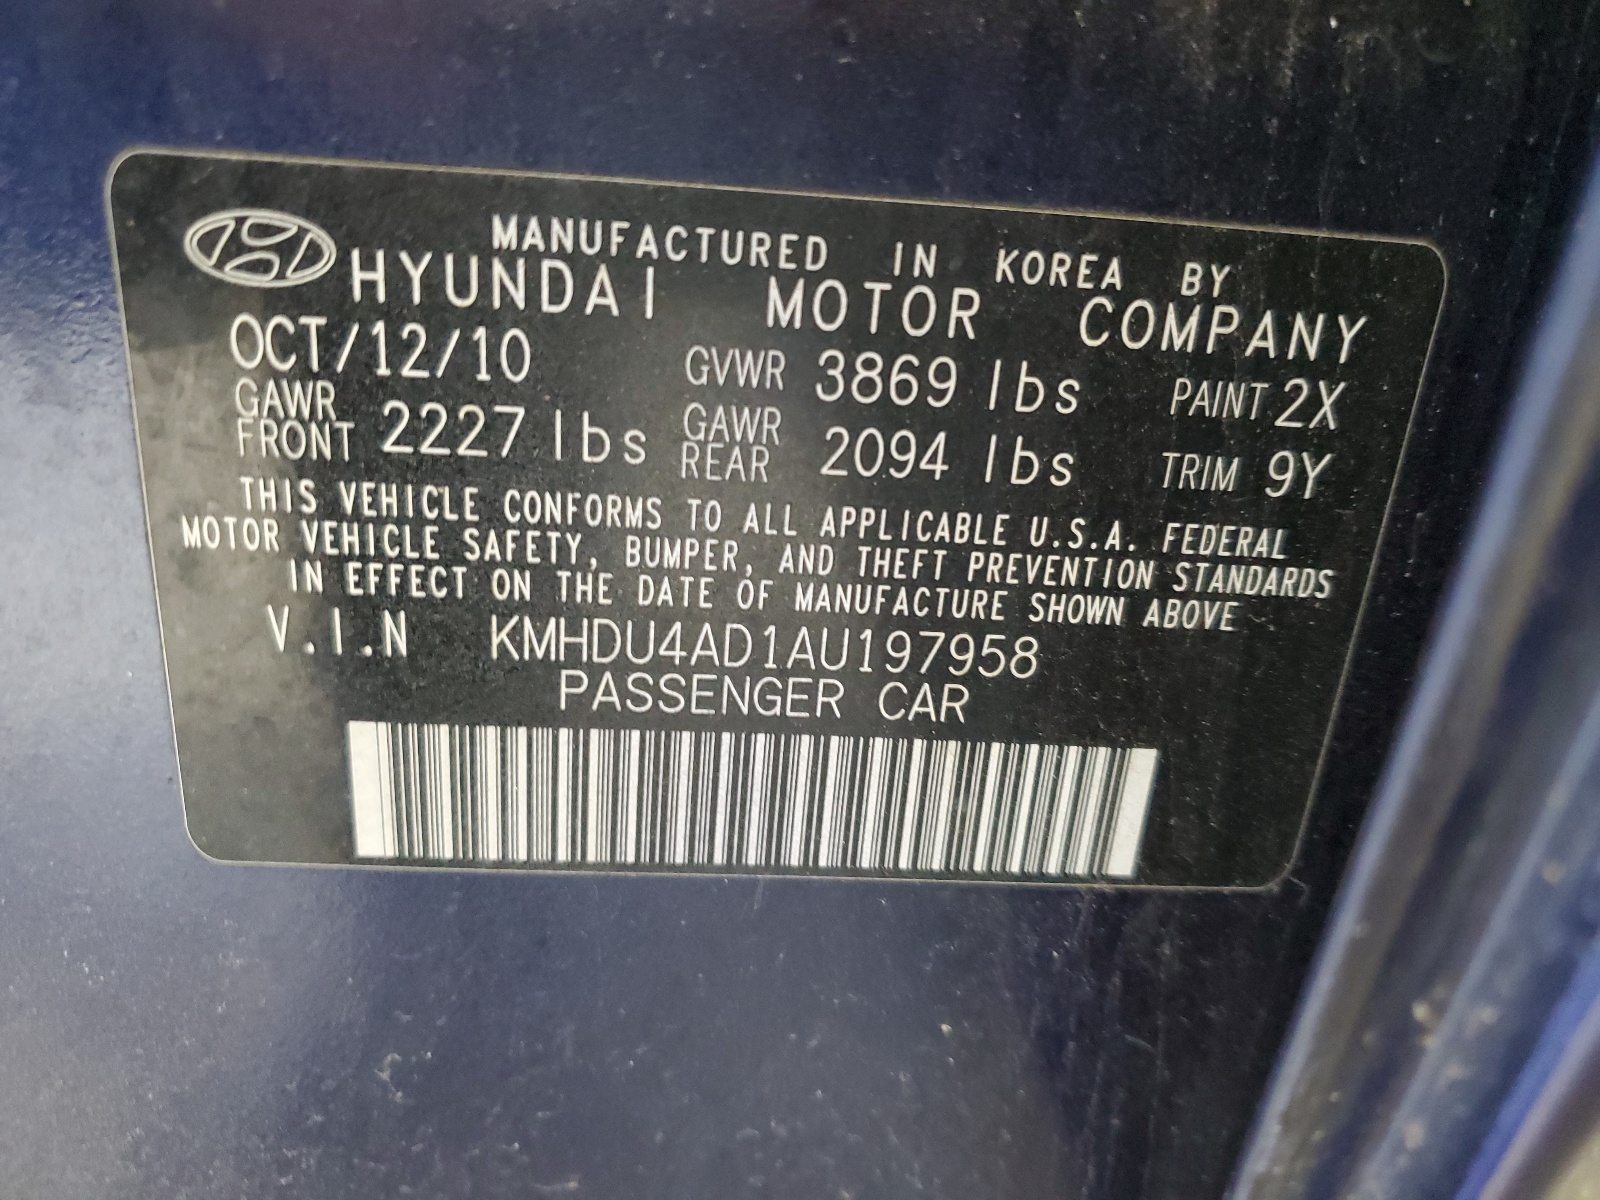 MANUFACTURED IN KOREA BY
HYUNDAI MOTOR COMPANY
OCT/12/10 GVWR 3869 lbs PAINT 2X
GAWR FRONT 2227 lbs GAWR REAR 2094 lbs TRIM 9Y
THIS VEHICLE CONFORMS TO ALL APPLICABLE U.S.A. FEDERAL
MOTOR VEHICLE SAFETY, BUMPER, AND THEFT PREVENTION STANDARDS
IN EFFECT ON THE DATE OF MANUFACTURE SHOWN ABOVE
V.I.N KMHDU4AD1AU197958
PASSENGER CAR